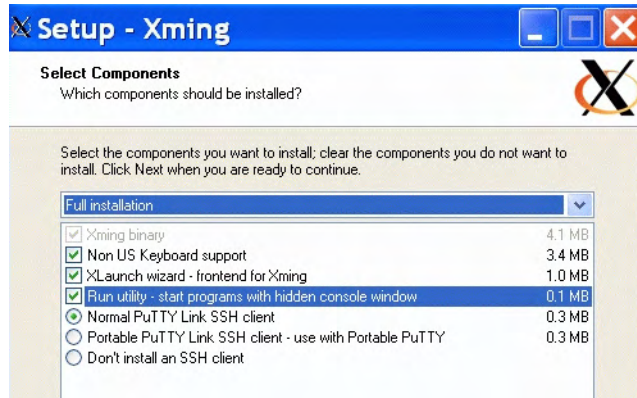 Setup - Xming
Select Components
Which components should be installed?
Select the components you want to install; clear the components you do not want to
install. Click Next when you are ready to continue.
Full installation
Xming binary 4.1 MB
Non US Keyboard support 3.4 MB
XLaunch wizard - frontend for Xming 1.0 MB
Run utility - start programs with hidden console window 0.1 MB
Normal PuTTY Link SSH client 0.3 MB
Portable PuTTY Link SSH client - use with Portable PuTTY 0.3 MB
Don't install an SSH client